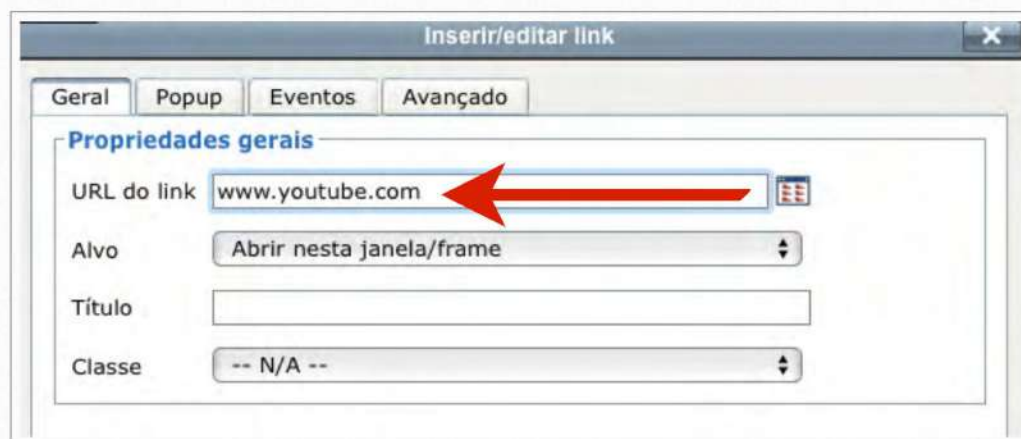 Inserir/editar link
Geral Popup Eventos Avançado
Propriedades gerais
URL do link www.youtube.com
Alvo Abrir nesta janela/frame
Título
Classe -- N/A --